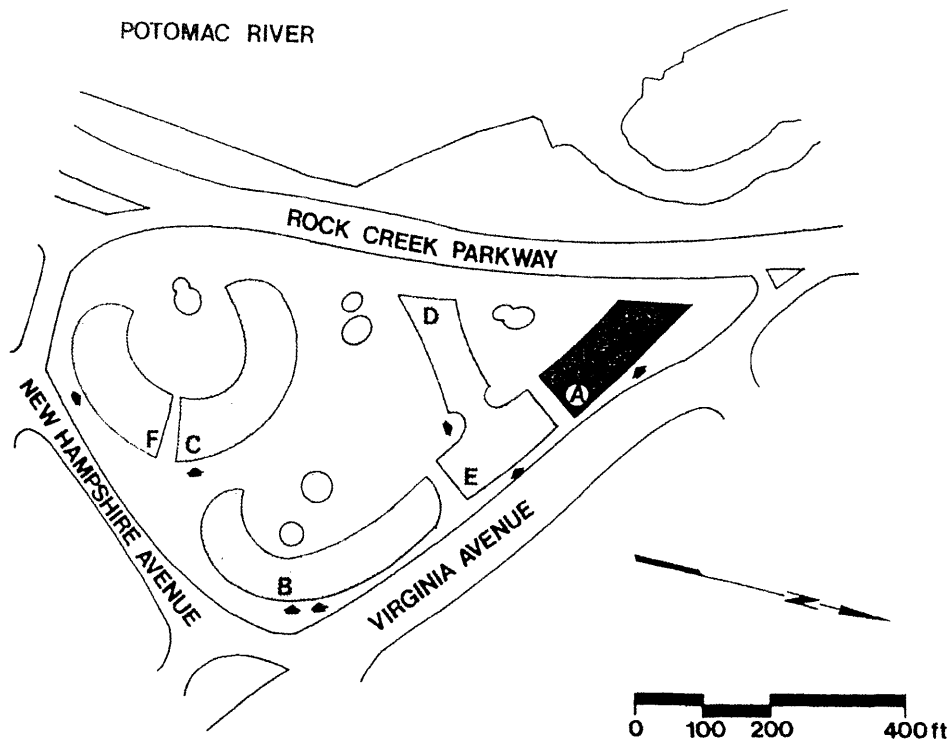 POTOMAC RIVER
ROCK CREEK PARKWAY
D
A
F
C
E
NEW HAMPSHIRE AVENUE
B
VIRGINIA AVENUE
N
0 100 200 400 ft